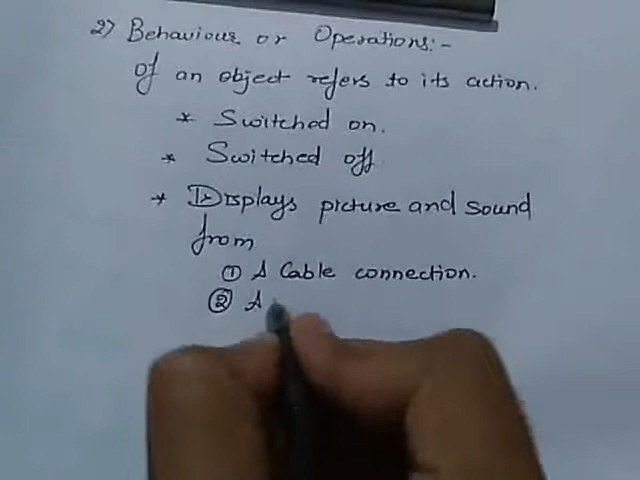 2) Behaviour or Operations:-
Of an object refers to its action.
* Switched on.
* Switched off.
* Displays picture and sound
from
① A Cable connection.
② A